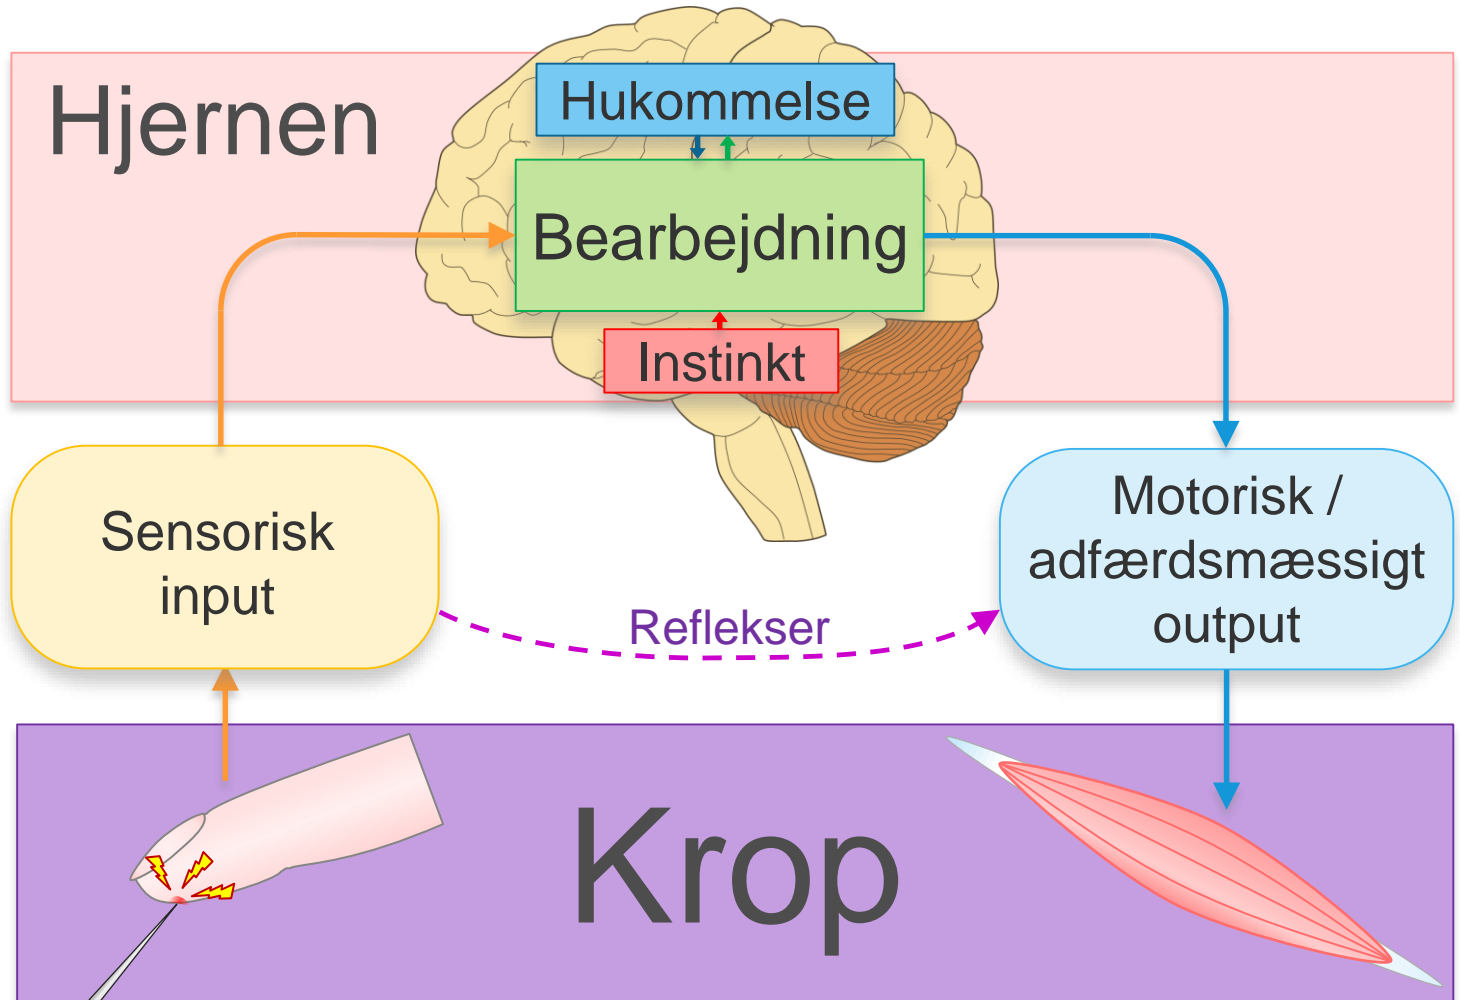 Hjernen
Hukommelse
Bearbejdning
Instinkt
Sensorisk
input
Motorisk /
adfærdsmæssigt
output
Reflekser
Krop